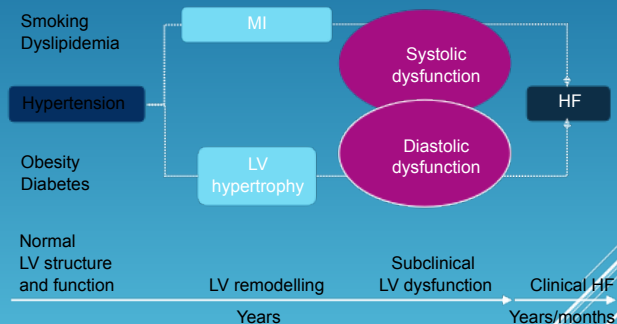 Smoking
Dyslipidemia
MI
Systolic
dysfunction
Hypertension
HF
Obesity
Diabetes
LV
hypertrophy
Diastolic
dysfunction
Normal
LV structure
and function
LV remodelling
Subclinical
LV dysfunction
Clinical HF
Years
Years/months